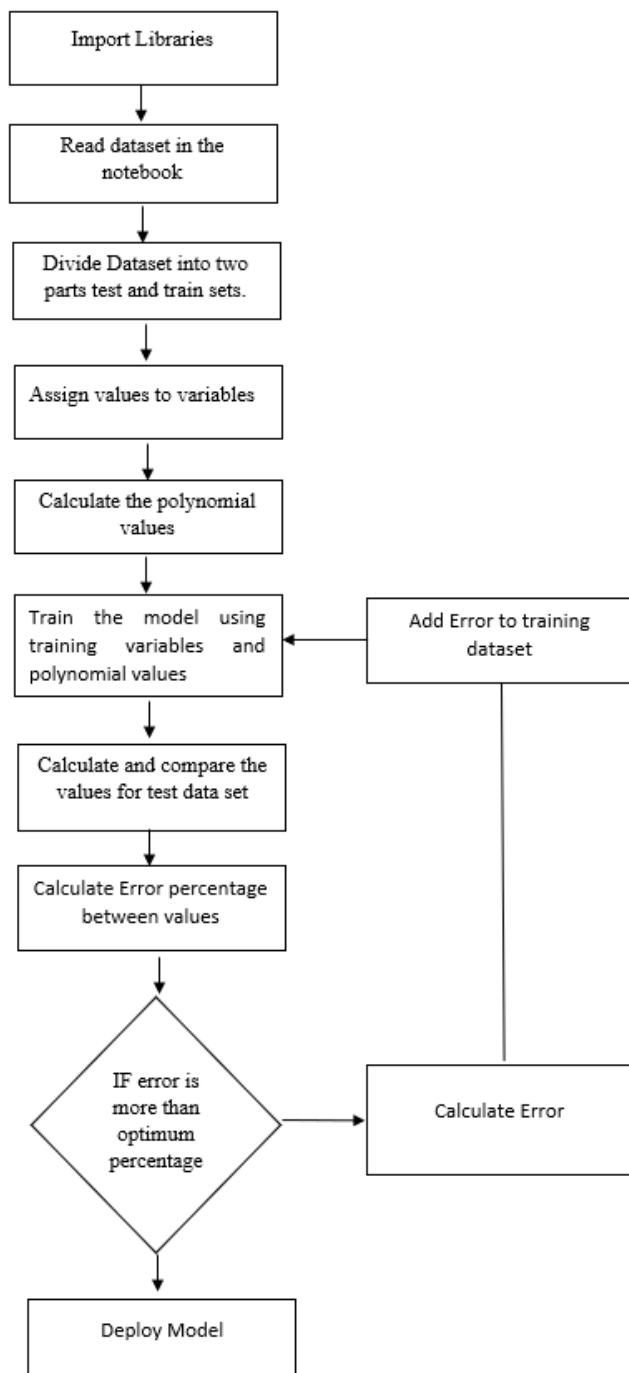 Import Libraries
Read dataset in the
notebook
Divide Dataset into two
parts test and train sets.
Assign values to variables
Calculate the polynomial
values
Train the model using
training variables and
polynomial values
Add Error to training
dataset
Calculate and compare the
values for test data set
Calculate Error percentage
between values
IF error is
more than
optimum
percentage
Calculate Error
Deploy Model